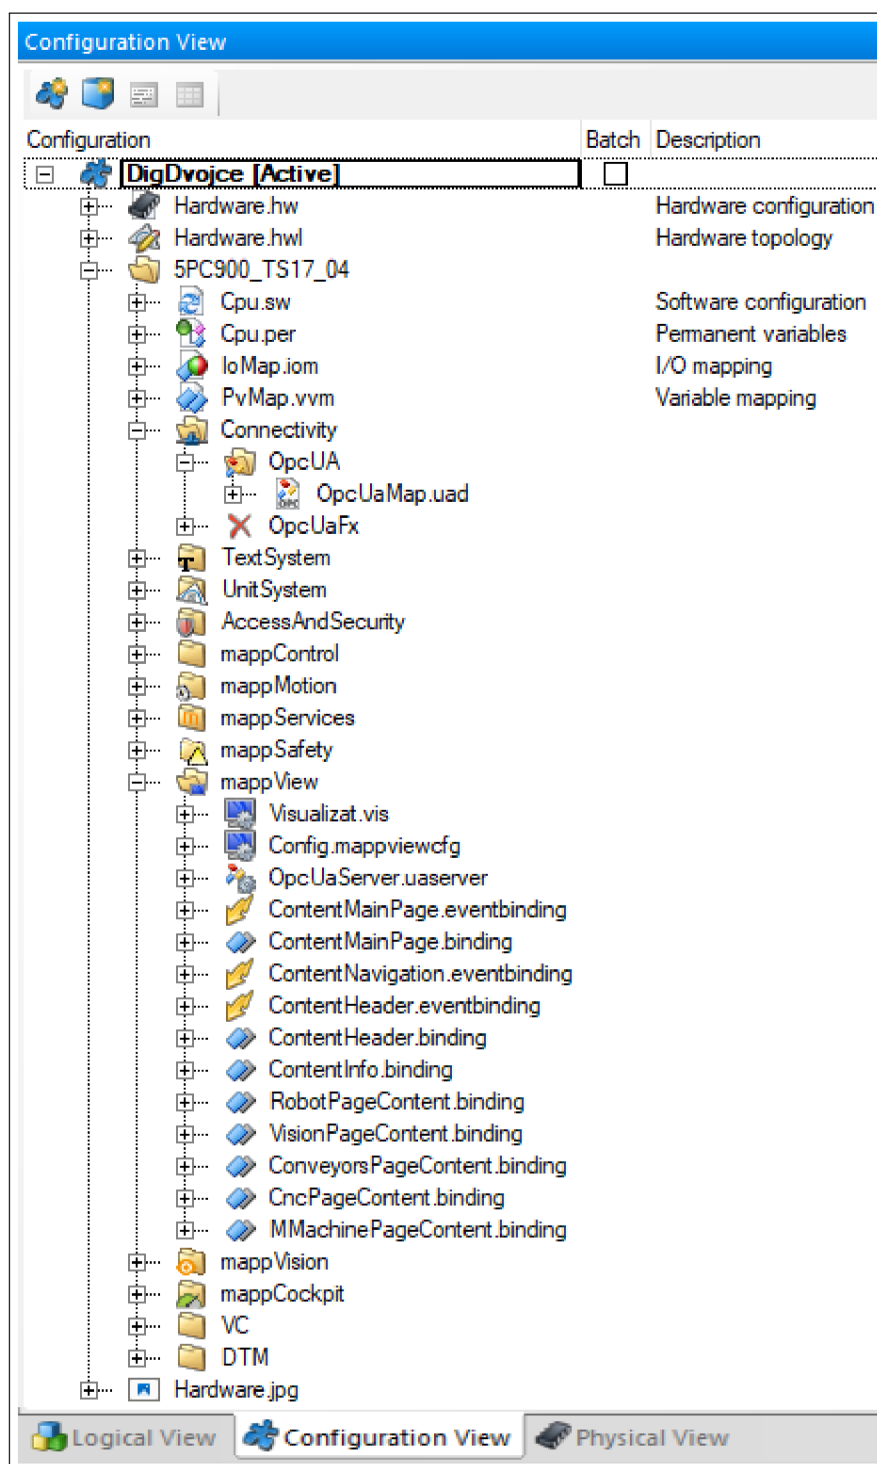 Configuration View
Configuration Batch Description
DigDvojce [Active]
Hardware.hw Hardware configuration
Hardware.hwl Hardware topology
5PC900_TS17_04
Cpu.sw Software configuration
Cpu.per Permanent variables
IoMap.iom I/O mapping
PvMap.vvm Variable mapping
Connectivity
OpcUA
OpcUaMap.uad
OpcUaFx
TextSystem
UnitSystem
AccessAndSecurity
mappControl
mappMotion
mappServices
mappSafety
mappView
Visualizat.vis
Config.mappviewcfg
OpcUaServer.uaserver
ContentMainPage.eventbinding
ContentMainPage.binding
ContentNavigation.eventbinding
ContentHeader.eventbinding
ContentHeader.binding
ContentInfo.binding
RobotPageContent.binding
VisionPageContent.binding
ConveyorsPageContent.binding
CncPageContent.binding
MMachinePageContent.binding
mappVision
mappCockpit
VC
DTM
Hardware.jpg
Logical View Configuration View Physical View